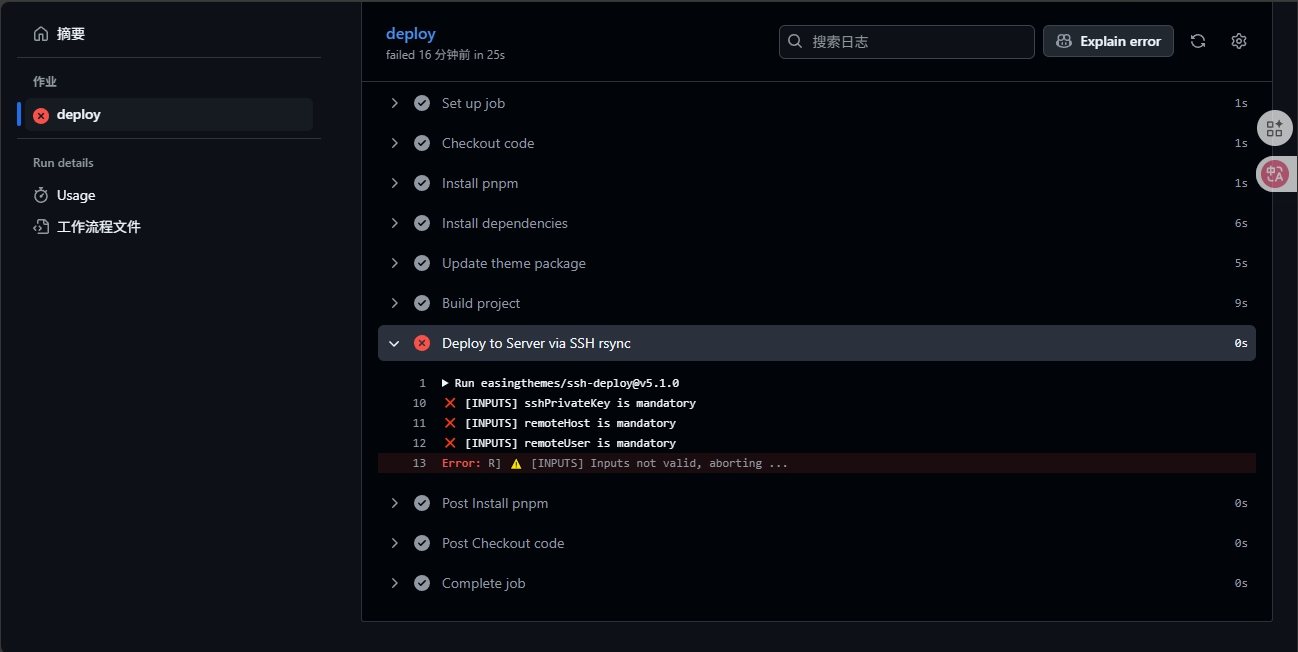 摘要
作业
deploy
Run details
Usage
工作流程文件
deploy
failed 16 分钟前 in 25s
搜索日志
Explain error
Set up job 1s
Checkout code 1s
Install pnpm 1s
Install dependencies 6s
Update theme package 5s
Build project 9s
Deploy to Server via SSH rsync 0s
1 Run easingthemes/ssh-deploy@v5.1.0
10 ❌ [INPUTS] sshPrivateKey is mandatory
11 ❌ [INPUTS] remoteHost is mandatory
12 ❌ [INPUTS] remoteUser is mandatory
13 Error: R] ⚠️ [INPUTS] Inputs not valid, aborting ...
Post Install pnpm 0s
Post Checkout code 0s
Complete job 0s
中A